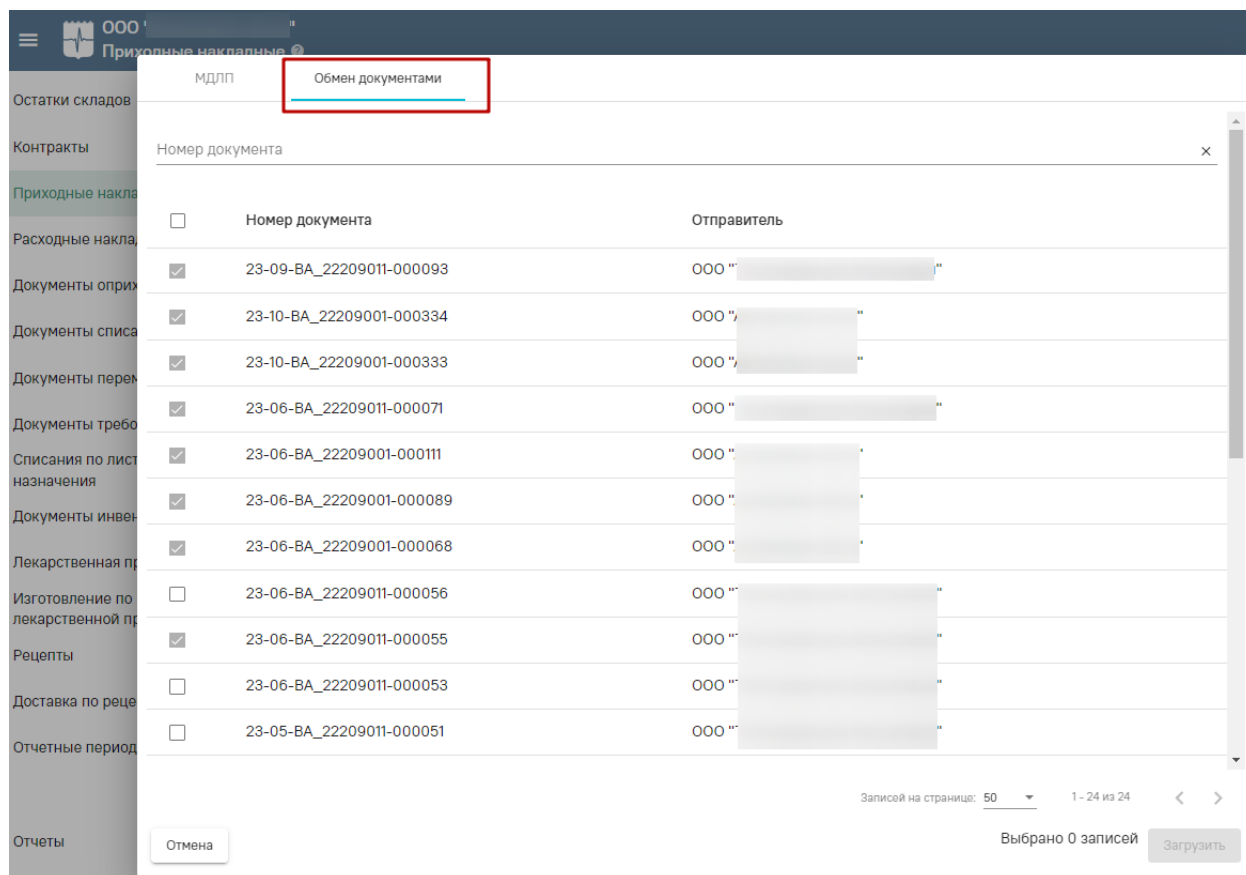 ООО " "
Приходные накладные
МДЛП
Обмен документами
Остатки складов
Контракты
Номер документа
Приходные накла
Номер документа
Отправитель
Расходные наклад
23-09-BA_22209011-000093
ООО " "
Документы оприх
23-10-BA_22209001-000334
ООО " "
Документы списа
23-10-BA_22209001-000333
ООО " "
Документы перем
23-06-BA_22209011-000071
ООО " "
Документы требо
23-06-BA_22209001-000111
ООО "
Списания по лист
назначения
23-06-BA_22209001-000089
ООО "
Документы инвен
23-06-BA_22209001-000068
ООО "
Лекарственная пр
23-06-BA_22209011-000056
ООО " "
Изготовление по
лекарственной пр
23-06-BA_22209011-000055
ООО " "
Рецепты
23-06-BA_22209011-000053
ООО " "
Доставка по реце
23-05-BA_22209011-000051
ООО " "
Отчетные период
Записей на странице: 50
1 - 24 из 24
Отчеты
Отмена
Выбрано 0 записей
Загрузить